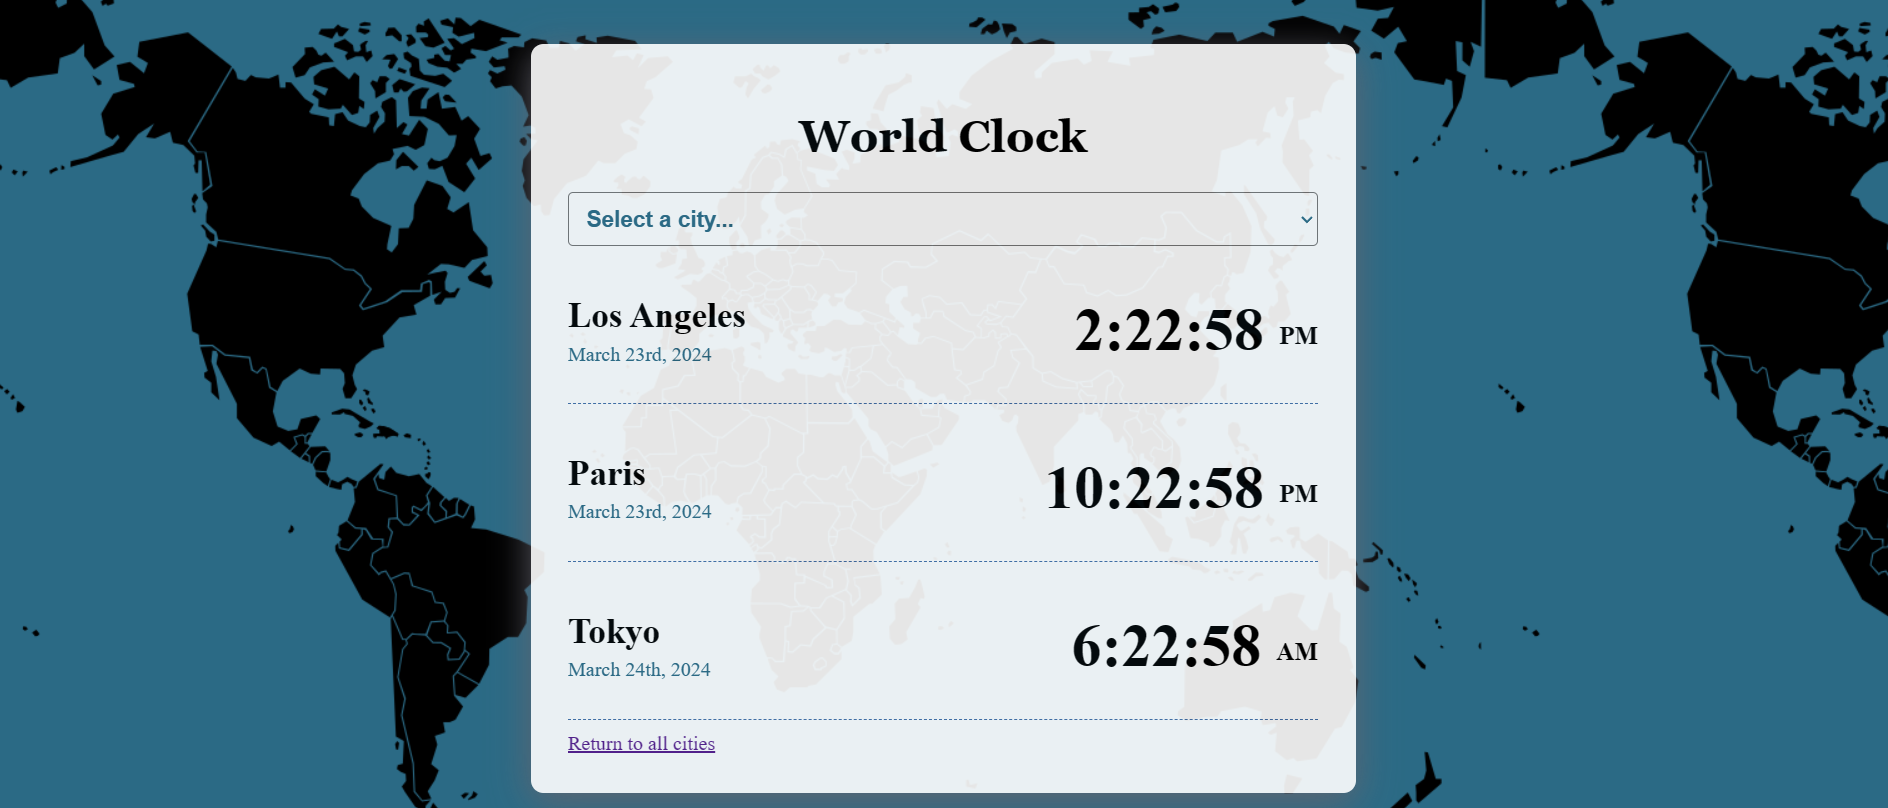 World Clock
Select a city...
Los Angeles
March 23rd, 2024
2:22:58 PM
Paris
March 23rd, 2024
10:22:58 PM
Tokyo
March 24th, 2024
6:22:58 AM
Return to all cities